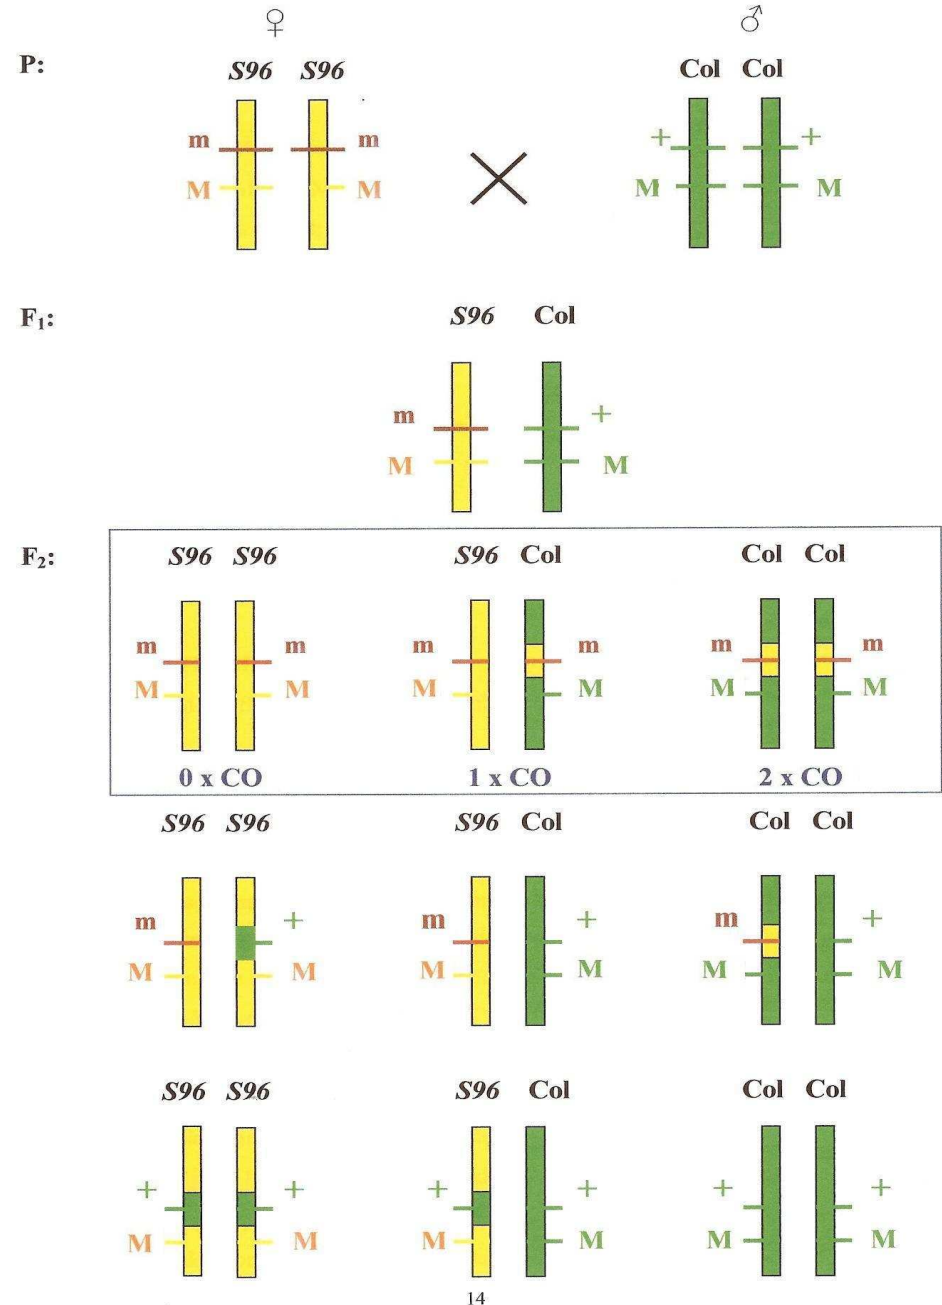 ♀ ♂
P: S96 S96 Col Col
m m + +
M M M M
F₁: S96 Col
m +
M M
F₂: S96 S96 S96 Col Col Col
m m m m m
M M M M M
0 x CO 1 x CO 2 x CO
S96 S96 S96 Col Col Col
m + m + m +
M M M M M M
S96 S96 S96 Col Col Col
+ + + + + +
M M M M M M
14